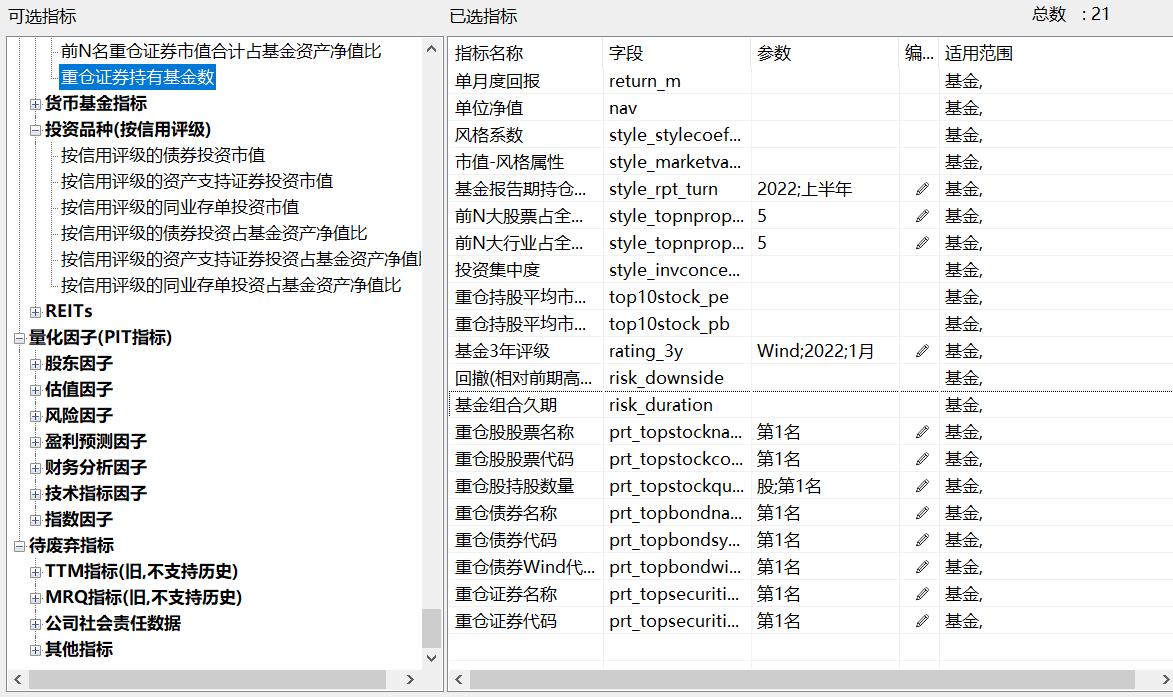 可选指标
前N名重仓证券市值合计占基金资产净值比
重仓证券持有基金数
货币基金指标
投资品种(按信用评级)
按信用评级的债券投资市值
按信用评级的资产支持证券投资市值
按信用评级的同业存单投资市值
按信用评级的债券投资占基金资产净值比
按信用评级的资产支持证券投资占基金资产净值
按信用评级的同业存单投资占基金资产净值比
REITs
量化因子(PIT指标)
股东因子
估值因子
风险因子
盈利预测因子
财务分析因子
技术指标因子
指数因子
待废弃指标
TTM指标(旧,不支持历史)
MRQ指标(旧,不支持历史)
公司社会责任数据
其他指标
已选指标 总数 : 21
指标名称 字段 参数 编... 适用范围
单月度回报 return_m 基金,
单位净值 nav 基金,
风格系数 style_stylecoef... 基金,
市值-风格属性 style_marketva... 基金,
基金报告期持仓... style_rpt_turn 2022;上半年 基金,
前N大股票占全... style_topnprop... 5 基金,
前N大行业占全... style_topnprop... 5 基金,
投资集中度 style_invconce... 基金,
重仓持股平均市... top10stock_pe 基金,
重仓持股平均市... top10stock_pb 基金,
基金3年评级 rating_3y Wind;2022;1月 基金,
回撤(相对前期高... risk_downside 基金,
基金组合久期 risk_duration 基金,
重仓股股票名称 prt_topstockna... 第1名 基金,
重仓股股票代码 prt_topstockco... 第1名 基金,
重仓股持股数量 prt_topstockqu... 股;第1名 基金,
重仓债券名称 prt_topbondna... 第1名 基金,
重仓债券代码 prt_topbondsy... 第1名 基金,
重仓债券Wind代... prt_topbondwi... 第1名 基金,
重仓证券名称 prt_topsecuriti... 第1名 基金,
重仓证券代码 prt_topsecuriti... 第1名 基金,